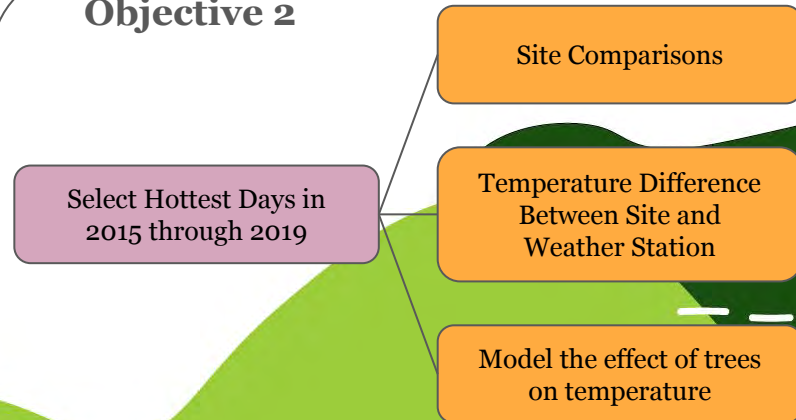 Objective 2
Site Comparisons
Select Hottest Days in
2015 through 2019
Temperature Difference
Between Site and
Weather Station
Model the effect of trees
on temperature